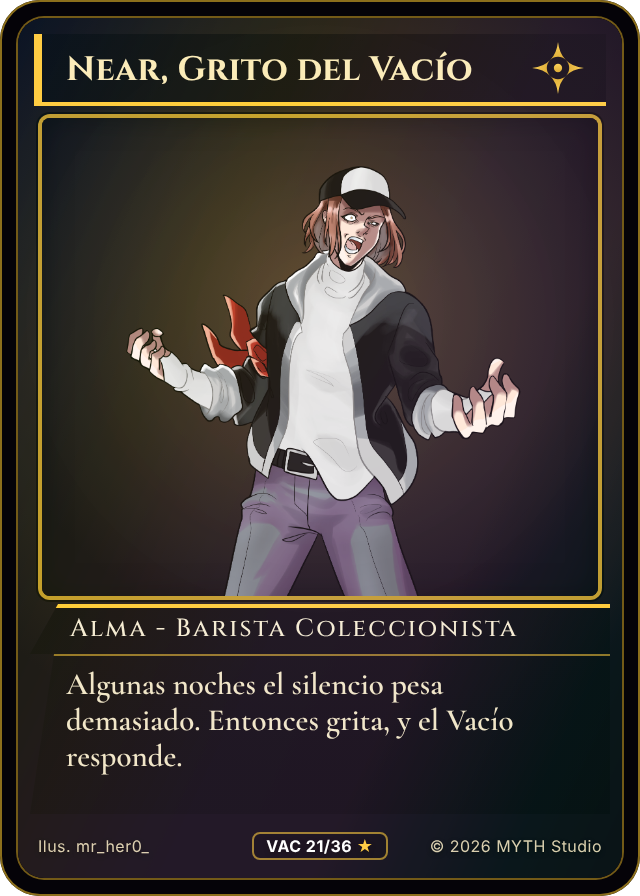 Near, Grito del Vacío
Alma - Barista Coleccionista
Algunas noches el silencio pesa
demasiado. Entonces grita, y el Vacío
responde.
Ilus. mr_her0_
VAC 21/36 ★
© 2026 MYTH Studio